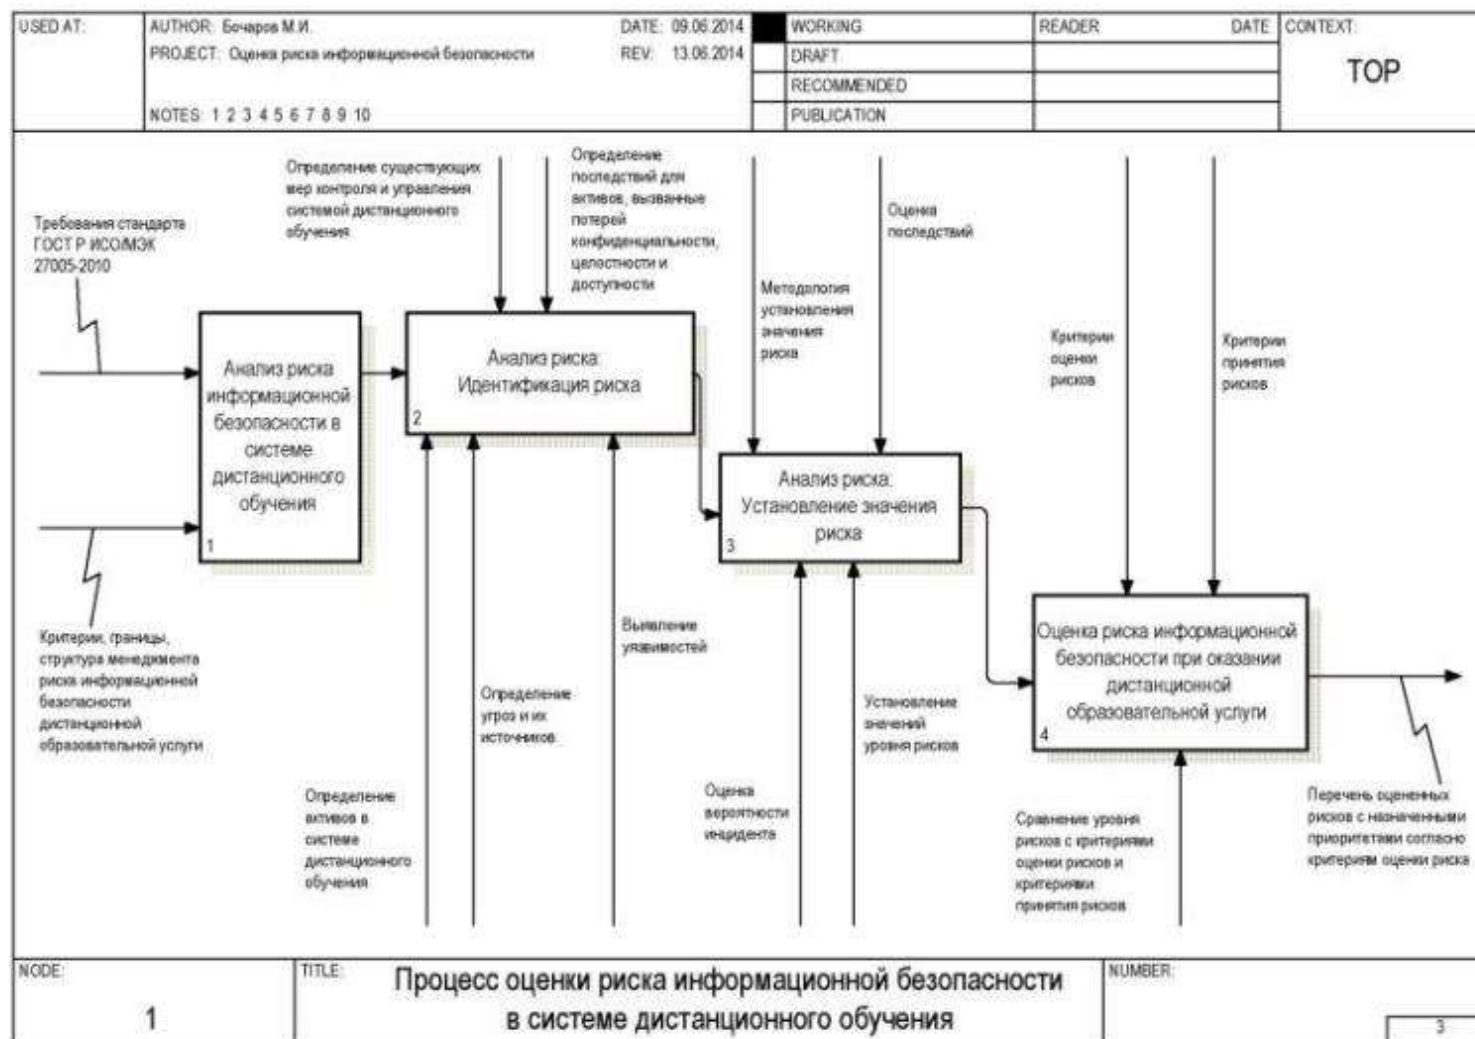 USED AT:
AUTHOR: Бочаров М.И.
DATE: 09.06.2014
PROJECT: Оценка риска информационной безопасности
REV: 13.06.2014
NOTES: 1 2 3 4 5 6 7 8 9 10
WORKING
DRAFT
RECOMMENDED
PUBLICATION
READER
DATE
CONTEXT:
TOP
Требования стандарта
ГОСТ Р ИСО/МЭК
27005-2010
Определение существующих
мер контроля и управления
системой дистанционного
обучения
Определение
последствий для
активов, вызванные
потерей
конфиденциальности,
целостности и
доступности
Методология
установления
значения
риска
Оценка
последствий
Критерии
оценки
рисков
Критерии
принятия
рисков
Анализ риска
информационной
безопасности в
системе
дистанционного
обучения
1
Анализ риска:
Идентификация риска
2
Анализ риска:
Установление значения
риска
3
Оценка риска информационной
безопасности при оказании
дистанционной
образовательной услуги
4
Критерии, границы,
структура менеджмента
риска информационной
безопасности
дистанционной
образовательной услуги
Определение
активов в
системе
дистанционного
обучения
Определение
угроз и их
источников
Выявление
уязвимостей
Оценка
вероятности
инцидента
Установление
значений
уровня рисков
Сравнение уровня
рисков с критериями
оценки рисков и
критериями
принятия рисков
Перечень оцененных
рисков с назначенными
приоритетами согласно
критериям оценки риска
NODE:
1
TITLE:
Процесс оценки риска информационной безопасности
в системе дистанционного обучения
NUMBER:
3